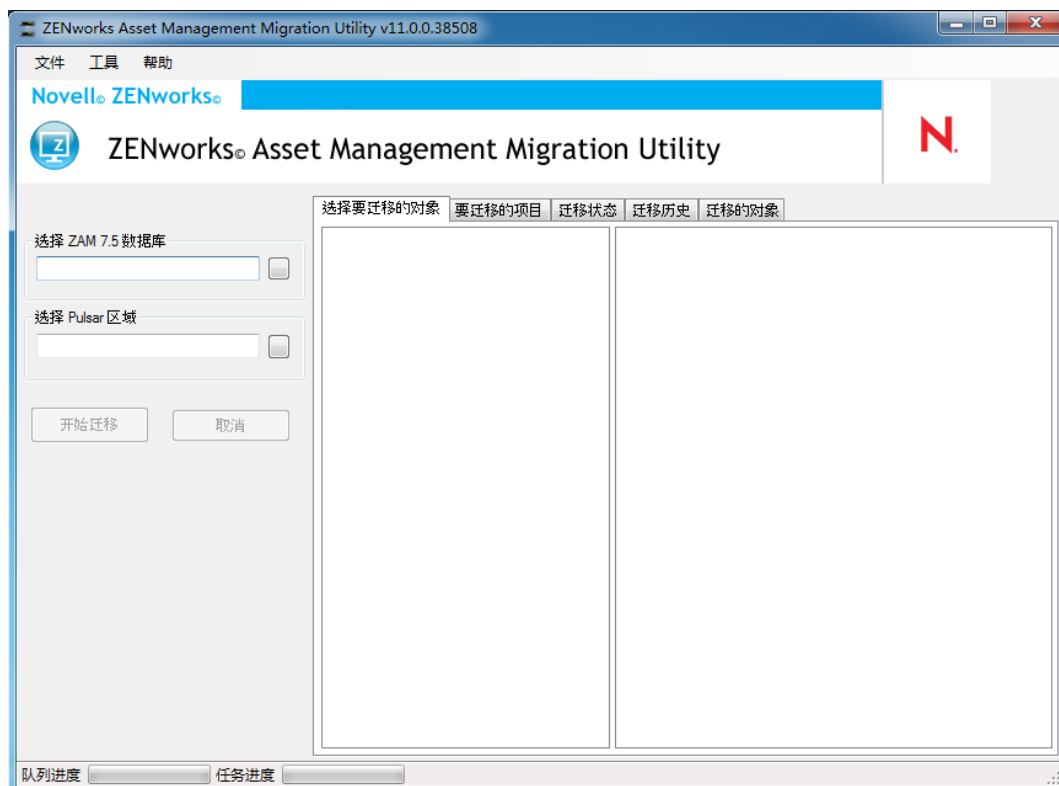 ZENworks Asset Management Migration Utility v11.0.0.38508
文件 工具 帮助
Novell© ZENworks©
ZENworks© Asset Management Migration Utility
N.
选择要迁移的对象 要迁移的项目 迁移状态 迁移历史 迁移的对象
选择 ZAM 7.5 数据库
选择 Pulsar 区域
开始迁移 取消
队列进度 任务进度